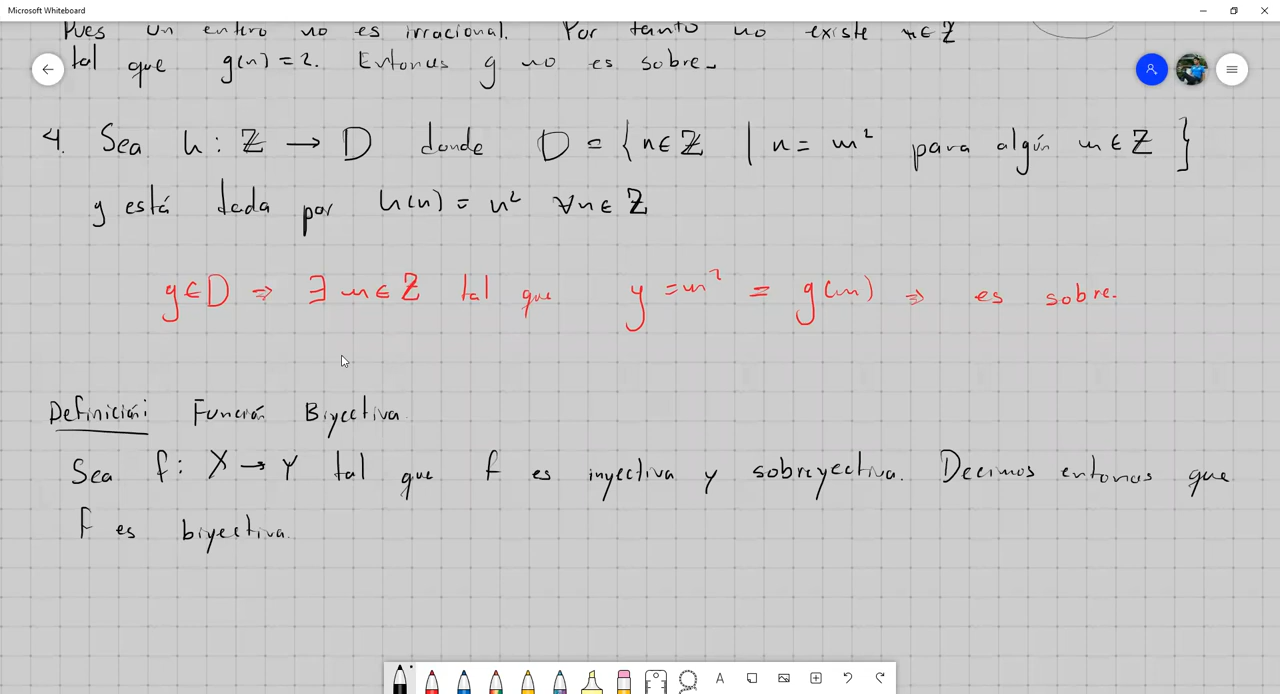 Microsoft Whiteboard
Pues un entero no es irracional. Por tanto no existe n∈ℤ
tal que g(n) = 2. Entonces g no es sobre.
4. Sea h : ℤ → D donde D = { n∈ℤ | n = m² para algún m∈ℤ }
y está dada por h(n) = n² ∀n∈ℤ
y∈D ⇒ ∃ m∈ℤ tal que y = m² = g(m) ⇒ es sobre.
Definición: Función Biyectiva
Sea f: X → Y tal que f es inyectiva y sobreyectiva. Decimos entonces que
f es biyectiva.